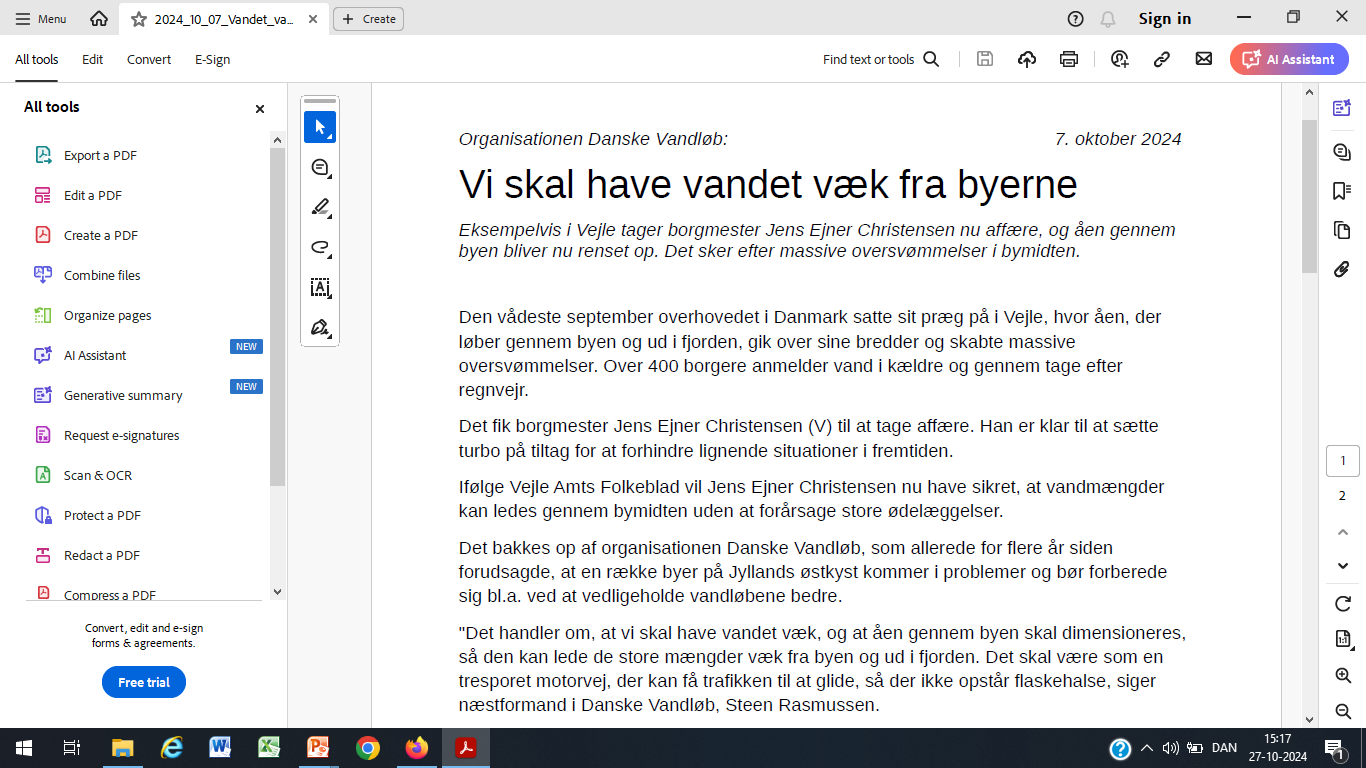 Menu
2024_10_07_Vandet_va...
Create
Sign in
All tools
Edit
Convert
E-Sign
Find text or tools
AI Assistant
All tools
Export a PDF
Edit a PDF
Create a PDF
Combine files
Organize pages
AI Assistant NEW
Generative summary NEW
Request e-signatures
Scan & OCR
Protect a PDF
Redact a PDF
Compress a PDF
Convert, edit and e-sign
forms & agreements.
Free trial
Organisationen Danske Vandløb: 7. oktober 2024
Vi skal have vandet væk fra byerne
Eksempelvis i Vejle tager borgmester Jens Ejner Christensen nu affære, og åen gennem
byen bliver nu renset op. Det sker efter massive oversvømmelser i bymidten.
Den vådeste september overhovedet i Danmark satte sit præg på i Vejle, hvor åen, der
løber gennem byen og ud i fjorden, gik over sine bredder og skabte massive
oversvømmelser. Over 400 borgere anmelder vand i kældre og gennem tage efter
regnvejr.
Det fik borgmester Jens Ejner Christensen (V) til at tage affære. Han er klar til at sætte
turbo på tiltag for at forhindre lignende situationer i fremtiden.
Ifølge Vejle Amts Folkeblad vil Jens Ejner Christensen nu have sikret, at vandmængder
kan ledes gennem bymidten uden at forårsage store ødelæggelser.
Det bakkes op af organisationen Danske Vandløb, som allerede for flere år siden
forudsagde, at en række byer på Jyllands østkyst kommer i problemer og bør forberede
sig bl.a. ved at vedligeholde vandløbene bedre.
"Det handler om, at vi skal have vandet væk, og at åen gennem byen skal dimensioneres,
så den kan lede de store mængder væk fra byen og ud i fjorden. Det skal være som en
tresporet motorvej, der kan få trafikken til at glide, så der ikke opstår flaskehalse, siger
næstformand i Danske Vandløb, Steen Rasmussen.
1
2
1:1
DAN
15:17
27-10-2024
1